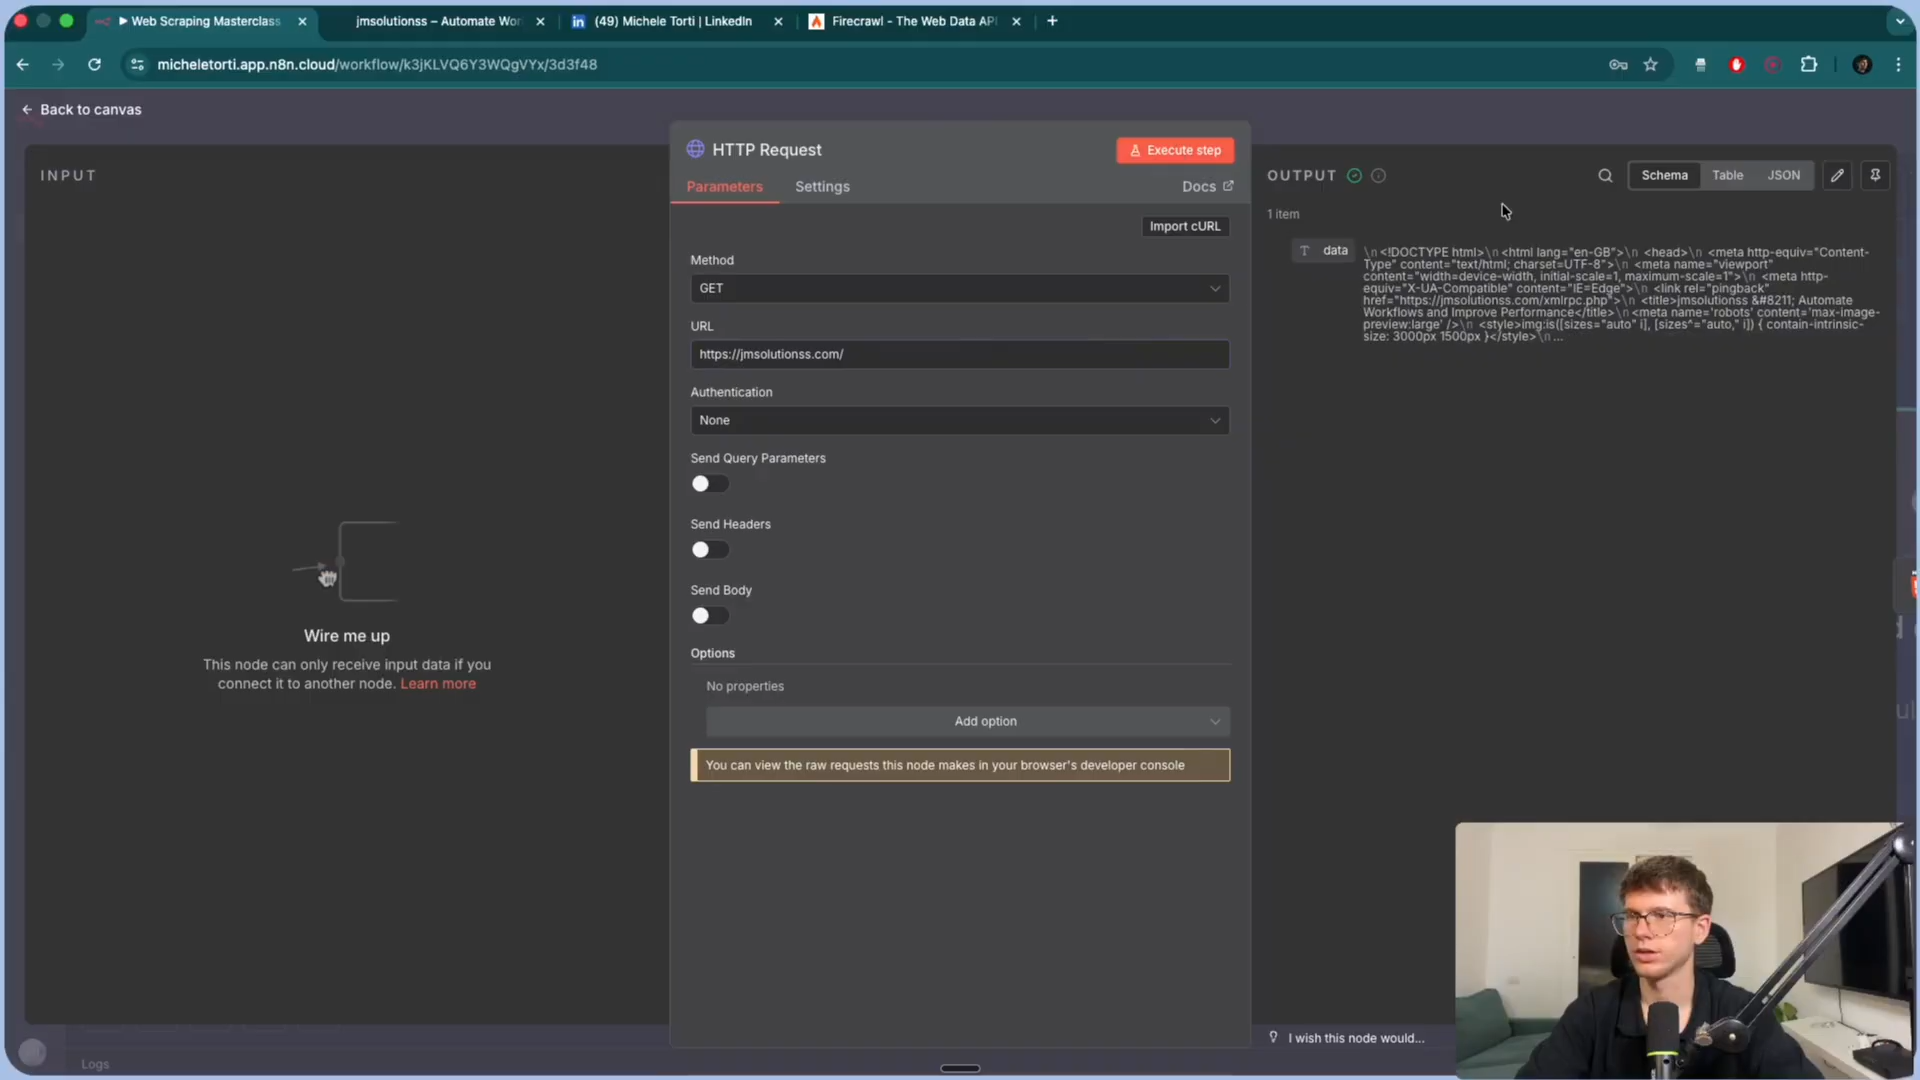 Web Scraping Masterclass
jmsolutionss – Automate Wor
(49) Michele Torti | LinkedIn
Firecrawl - The Web Data API
micheletorti.app.n8n.cloud/workflow/k3jKLVQ6Y3WQgVYx/3d3f48
Back to canvas
INPUT
Wire me up
This node can only receive input data if you
connect it to another node. Learn more
HTTP Request
Execute step
Parameters
Settings
Docs
Import cURL
Method
GET
URL
https://jmsolutionss.com/
Authentication
None
Send Query Parameters
Send Headers
Send Body
Options
No properties
Add option
You can view the raw requests this node makes in your browser's developer console
OUTPUT
Schema
Table
JSON
1 item
T data
\n<!DOCTYPE html>\n<html lang="en-GB">\n <head>\n <meta http-equiv="Content-
Type" content="text/html; charset=UTF-8">\n <meta name="viewport"
content="width=device-width, initial-scale=1, maximum-scale=1">\n <meta http-
equiv="X-UA-Compatible" content="IE=Edge">\n <link rel="pingback"
href="https://jmsolutionss.com/xmlrpc.php">\n <title>jmsolutionss &#8211; Automate
Workflows and Improve Performance</title>\n<meta name='robots' content='max-image-
preview:large' />\n <style>img:is([sizes="auto" i], [sizes^="auto," i]) { contain-intrinsic-
size: 3000px 1500px }</style>\n...
I wish this node would...
Logs